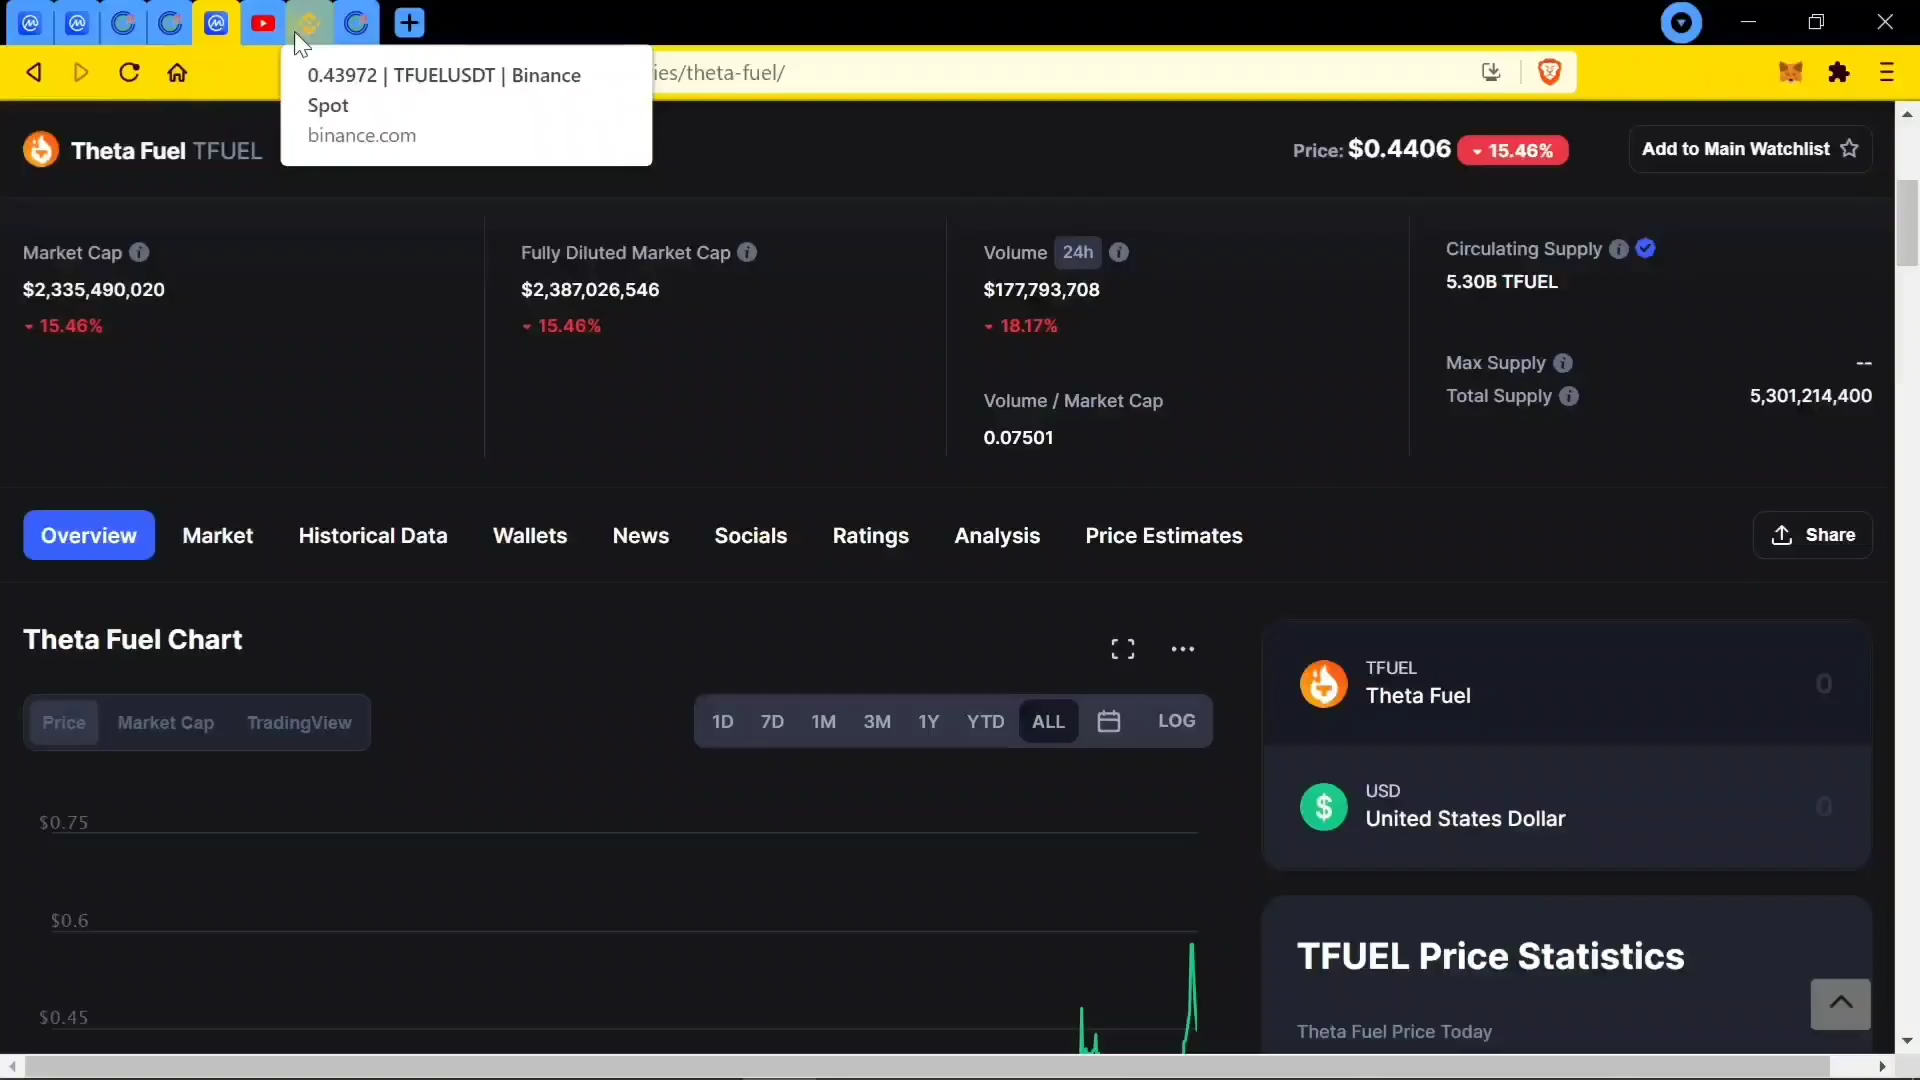 0.43972 | TFUELUSDT | Binance
Spot
binance.com
ies/theta-fuel/
Theta Fuel TFUEL
Price: $0.4406 15.46%
Add to Main Watchlist
Market Cap
$2,335,490,020
15.46%
Fully Diluted Market Cap
$2,387,026,546
15.46%
Volume 24h
$177,793,708
18.17%
Volume / Market Cap
0.07501
Circulating Supply
5.30B TFUEL
Max Supply --
Total Supply 5,301,214,400
Overview Market Historical Data Wallets News Socials Ratings Analysis Price Estimates
Share
Theta Fuel Chart
Price Market Cap TradingView
1D 7D 1M 3M 1Y YTD ALL LOG
$0.75
$0.6
$0.45
TFUEL
Theta Fuel
0
USD
United States Dollar
0
TFUEL Price Statistics
Theta Fuel Price Today